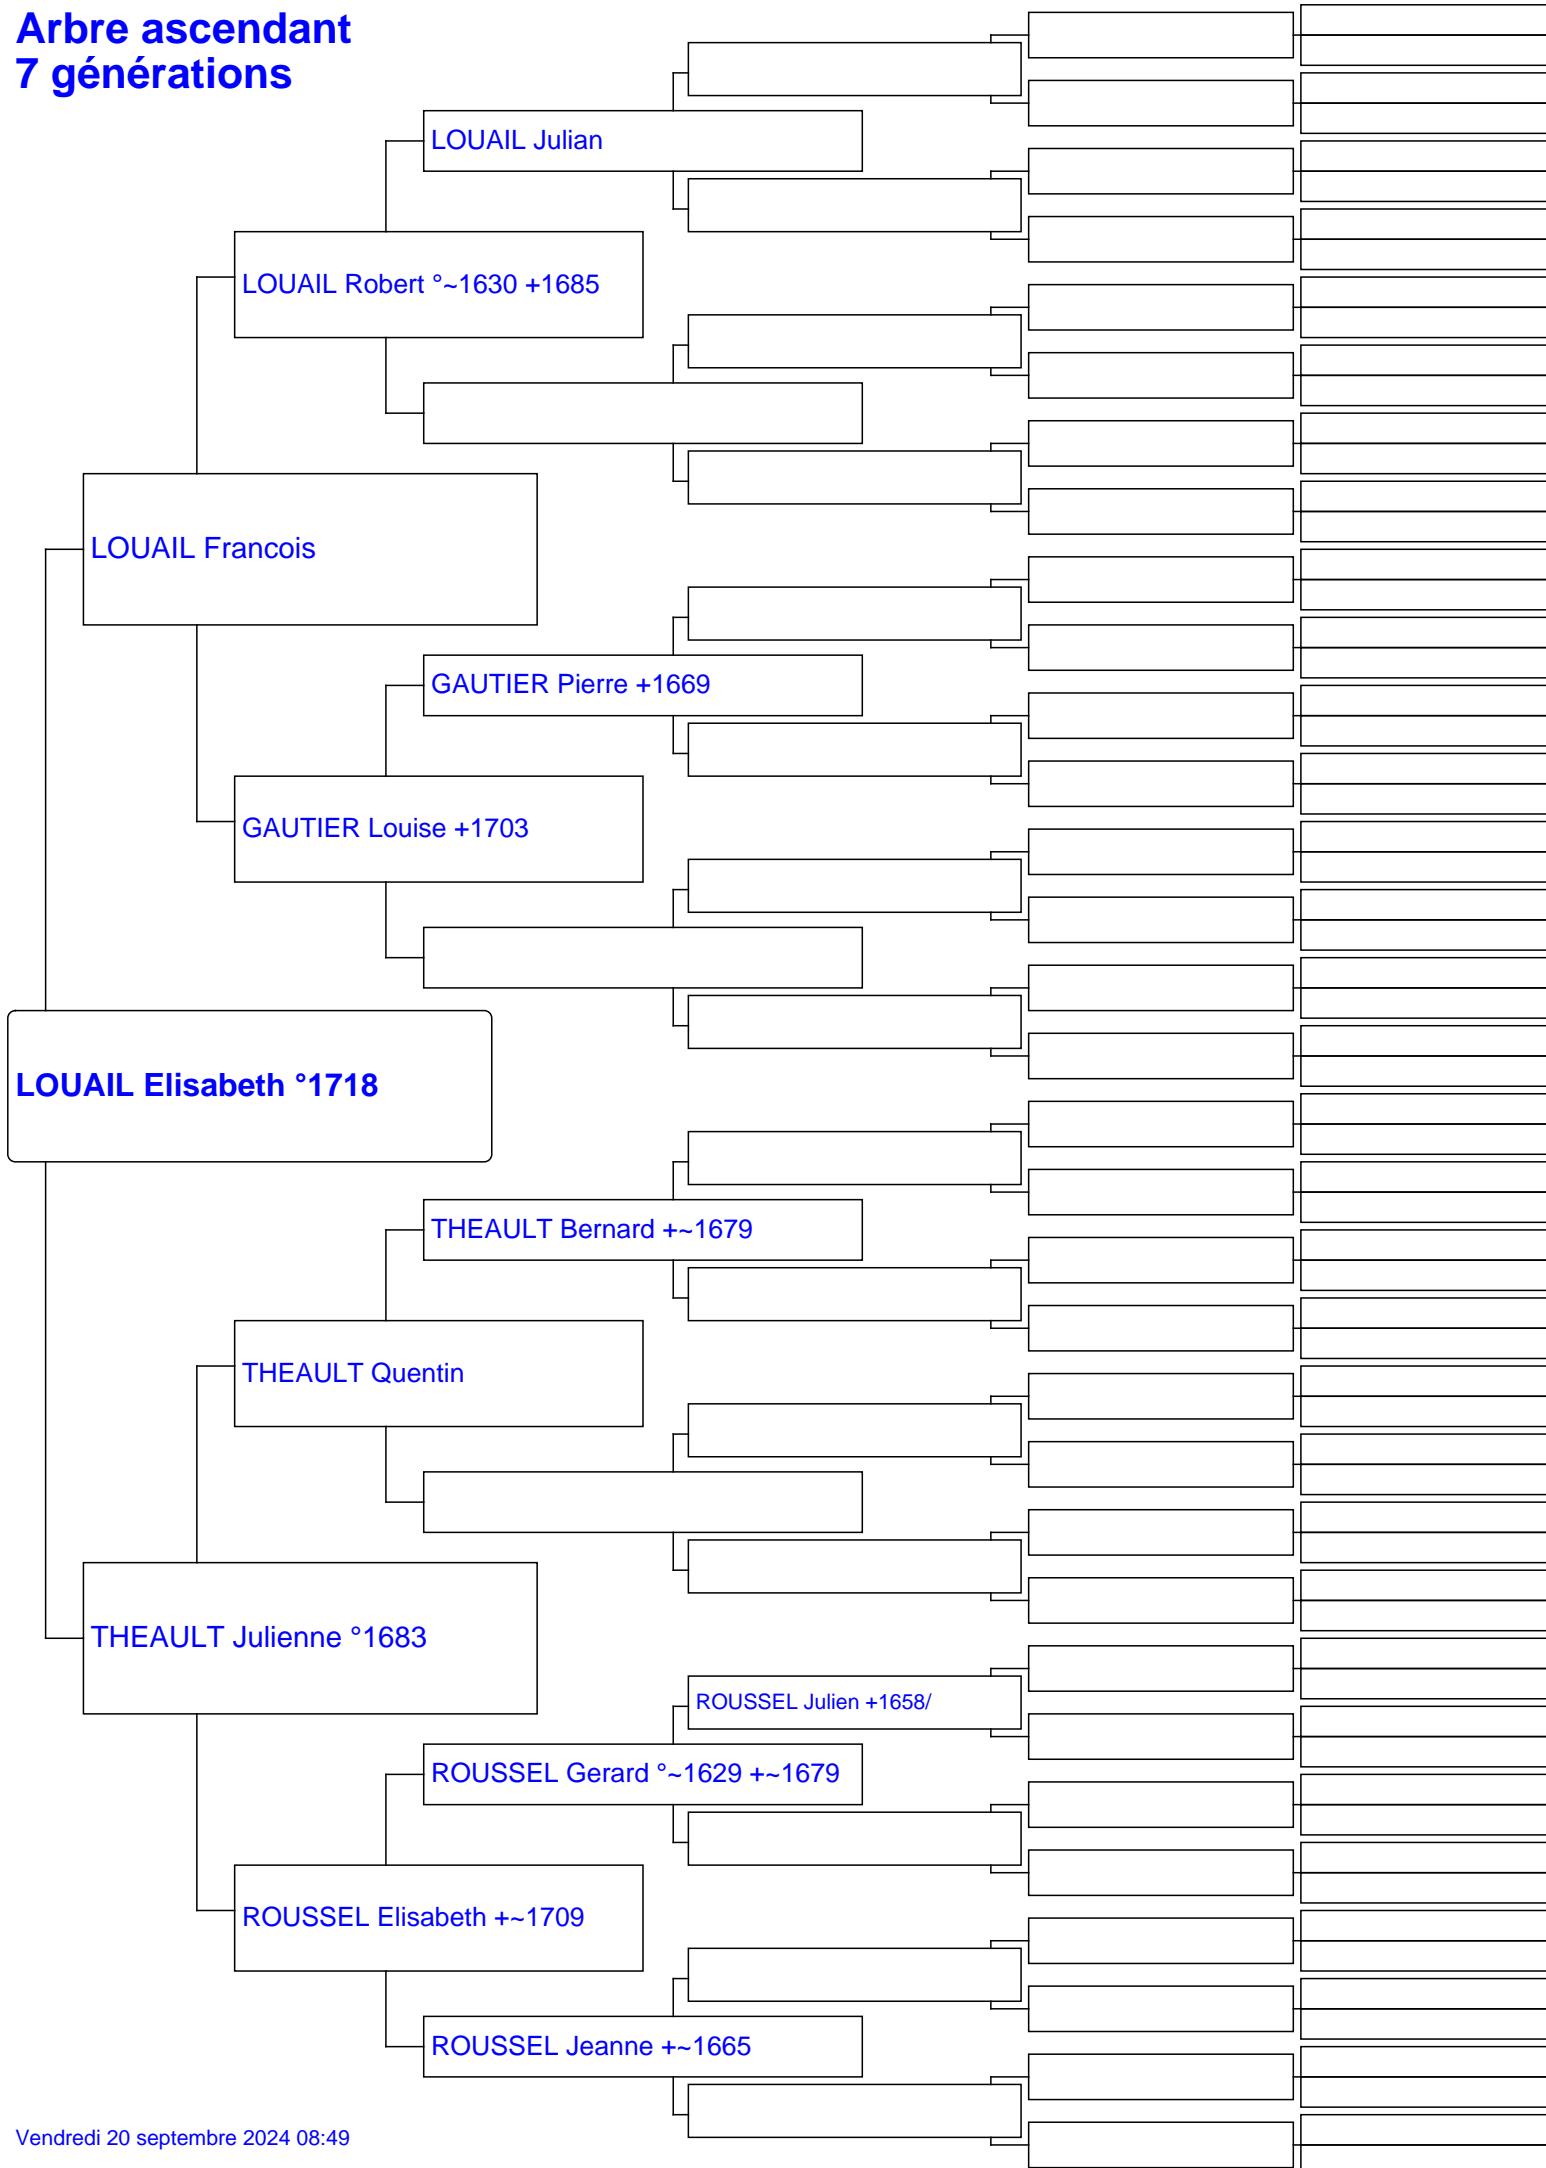 Arbre ascendant
7 générations
LOUAIL Julian
LOUAIL Robert °~1630 +1685
LOUAIL Francois
GAUTIER Pierre +1669
GAUTIER Louise +1703
LOUAIL Elisabeth °1718
THEAULT Bernard +~1679
THEAULT Quentin
THEAULT Julienne °1683
ROUSSEL Julien +1658/
ROUSSEL Gerard °~1629 +~1679
ROUSSEL Elisabeth +~1709
ROUSSEL Jeanne +~1665
Vendredi 20 septembre 2024 08:49